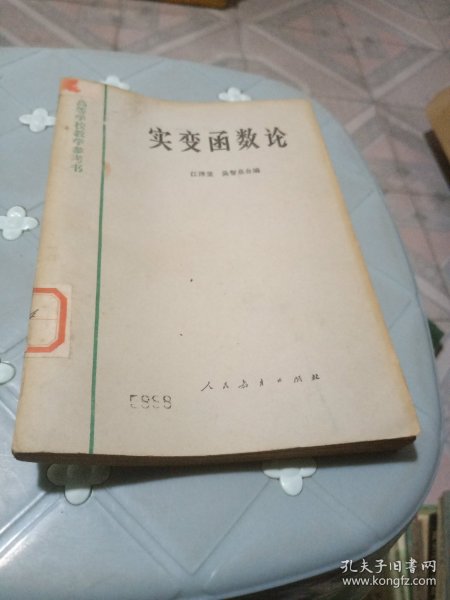 高等学校教学参考书
实变函数论
江泽坚 吴智泉合编
人民教育出版社
5898
孔夫子旧书网
www.kongfz.com